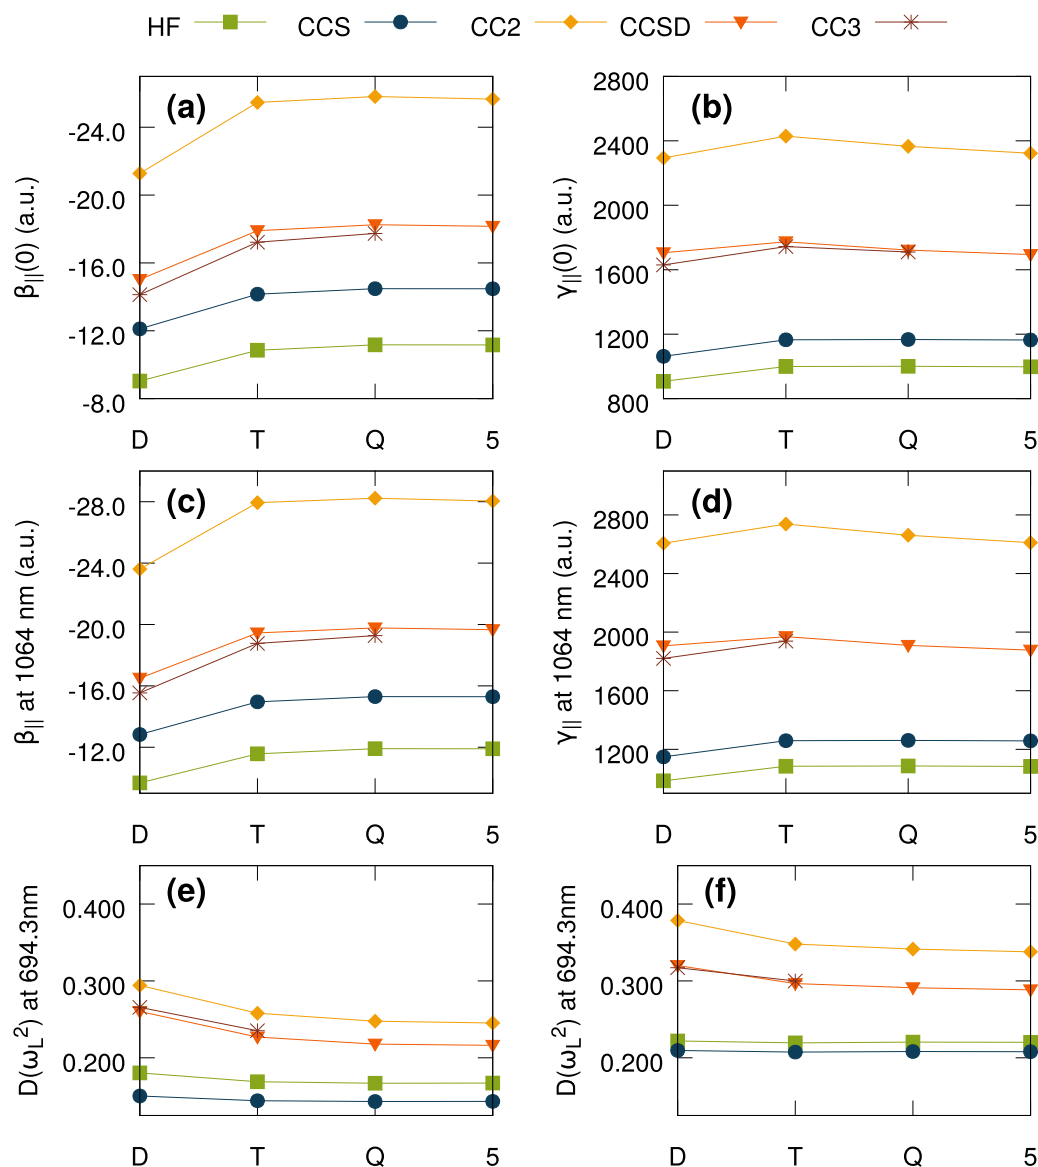 HF CCS CC2 CCSD CC3
(a)
β||(0) (a.u.)
-24.0
-20.0
-16.0
-12.0
-8.0
D T Q 5
(b)
γ||(0) (a.u.)
2800
2400
2000
1600
1200
800
D T Q 5
(c)
β|| at 1064 nm (a.u.)
-28.0
-24.0
-20.0
-16.0
-12.0
D T Q 5
(d)
γ|| at 1064 nm (a.u.)
2800
2400
2000
1600
1200
D T Q 5
(e)
D(ωL²) at 694.3nm
0.400
0.300
0.200
D T Q 5
(f)
D(ωL²) at 694.3nm
0.400
0.300
0.200
D T Q 5